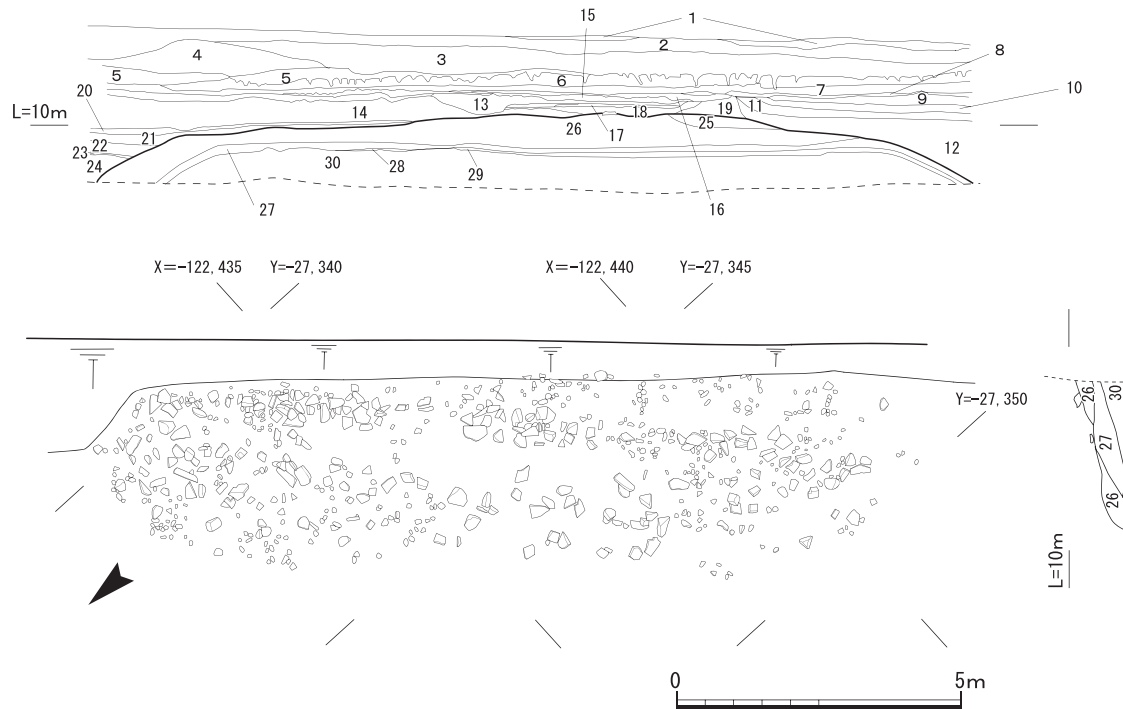 15 1
4 2 8
3
5 5 6 7
20 9
10
L=10m 14 13 18 19 11
21 17 25
22 26 12
23
24 30 28 29
27 16
X=-122, 435 Y=-27, 340 X=-122, 440 Y=-27, 345
Y=-27, 350
26 30
27
26
L=10m
0 5m